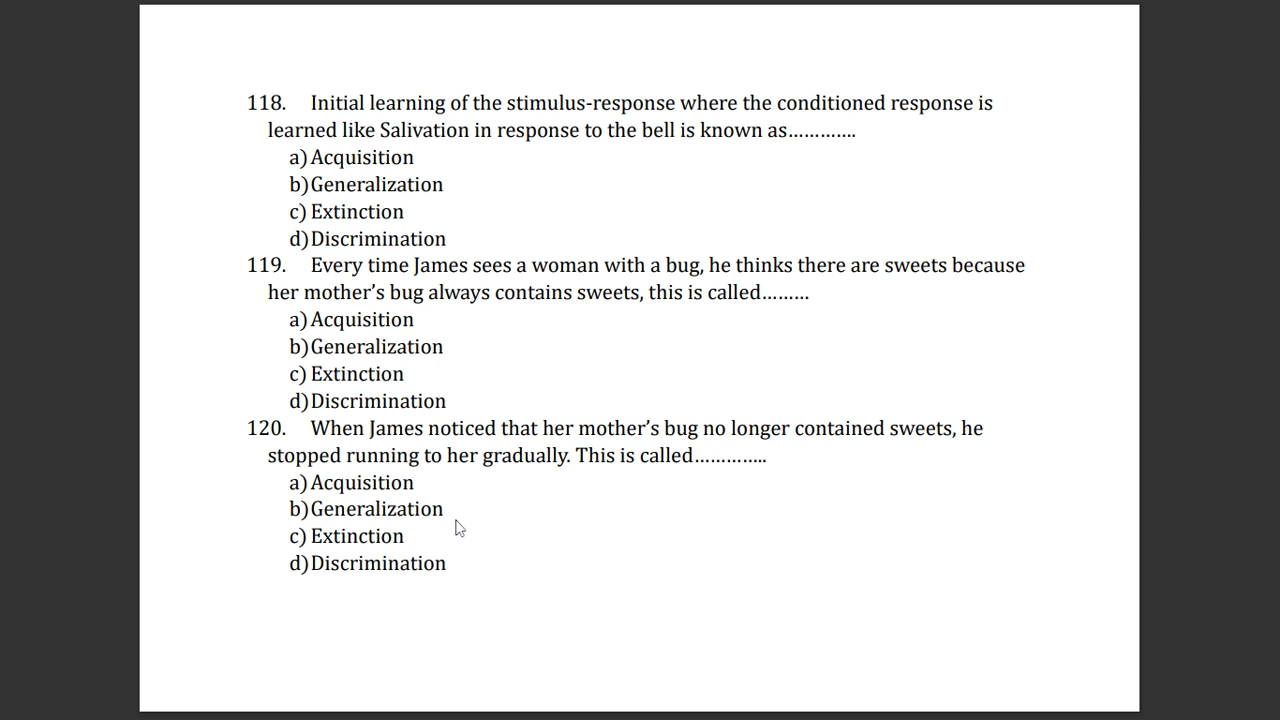 118. Initial learning of the stimulus-response where the conditioned response is
learned like Salivation in response to the bell is known as………….
a) Acquisition
b) Generalization
c) Extinction
d) Discrimination
119. Every time James sees a woman with a bug, he thinks there are sweets because
her mother’s bug always contains sweets, this is called………
a) Acquisition
b) Generalization
c) Extinction
d) Discrimination
120. When James noticed that her mother’s bug no longer contained sweets, he
stopped running to her gradually. This is called…………..
a) Acquisition
b) Generalization
c) Extinction
d) Discrimination